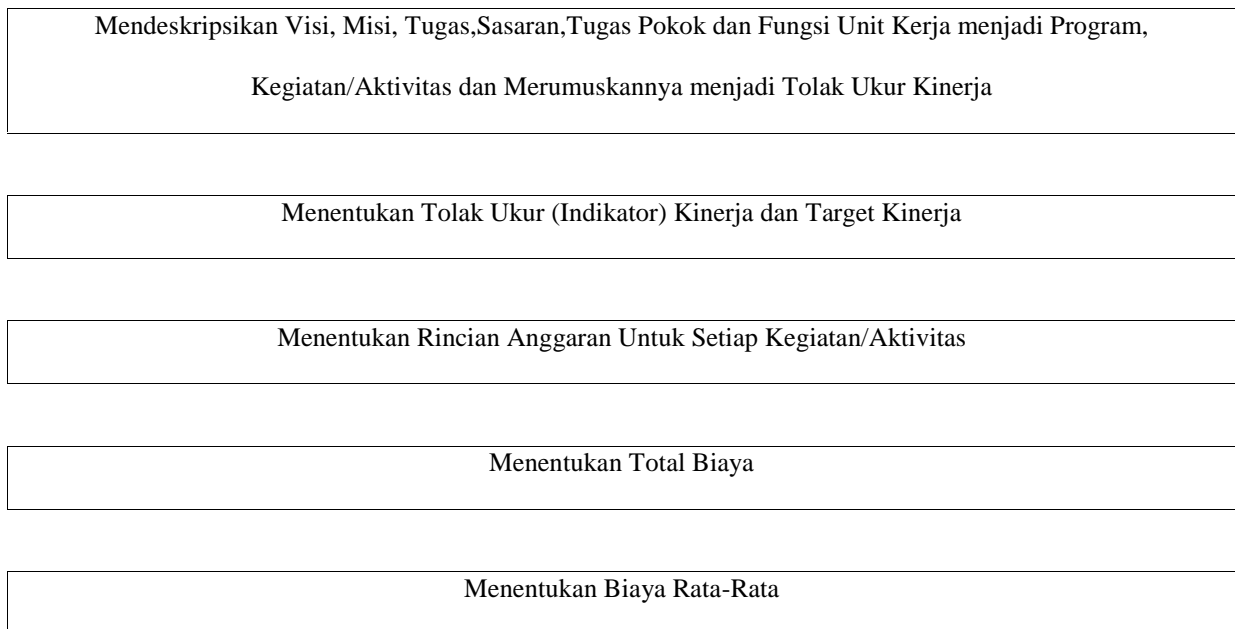 Mendeskripsikan Visi, Misi, Tugas,Sasaran,Tugas Pokok dan Fungsi Unit Kerja menjadi Program,
Kegiatan/Aktivitas dan Merumuskannya menjadi Tolak Ukur Kinerja
Menentukan Tolak Ukur (Indikator) Kinerja dan Target Kinerja
Menentukan Rincian Anggaran Untuk Setiap Kegiatan/Aktivitas
Menentukan Total Biaya
Menentukan Biaya Rata-Rata